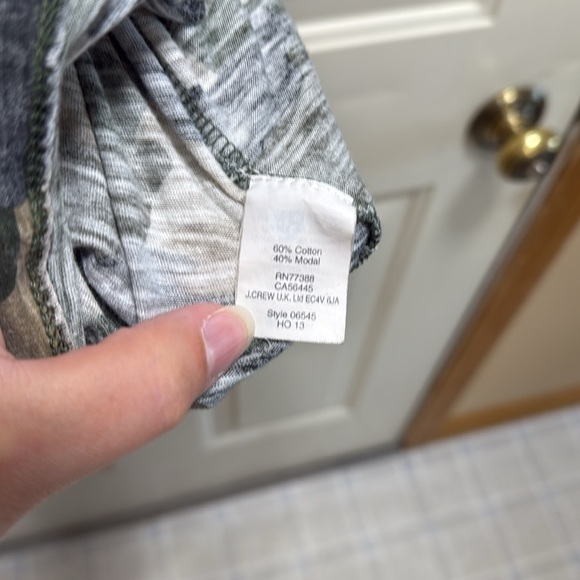 60% Cotton
40% Modal
RN77388
CA56445
J.CREW U.K. Ltd EC4V 6JA
Style 06545
HO 13